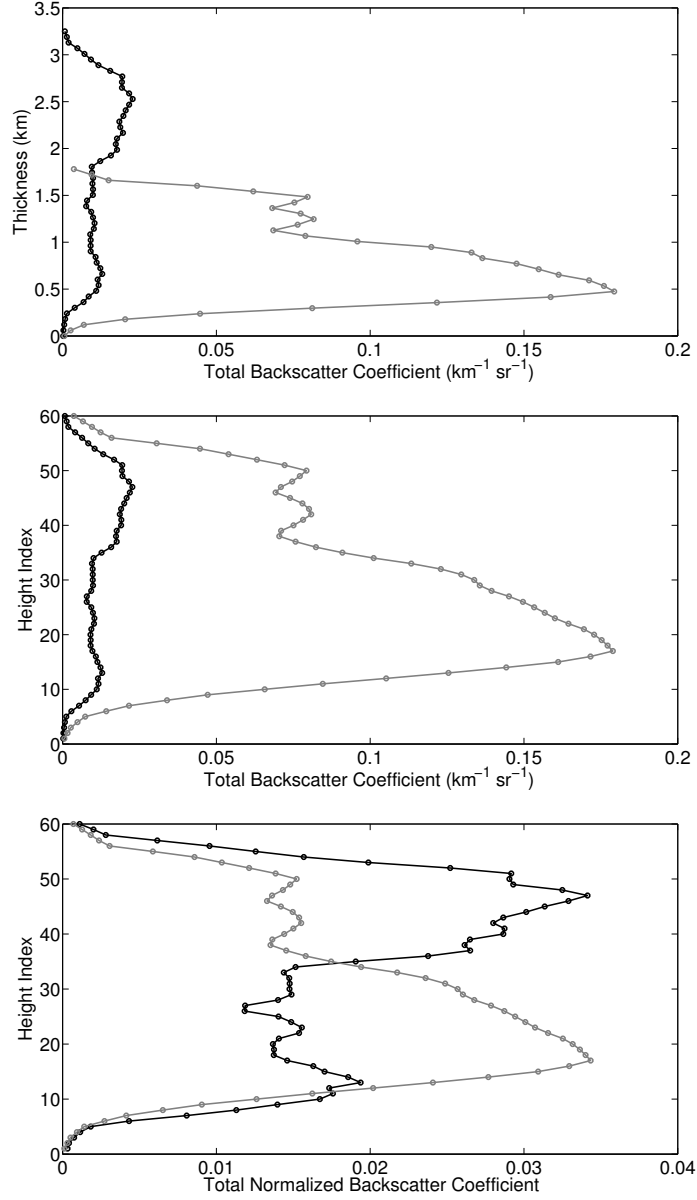 3.5
3
2.5
2
1.5
1
0.5
0
Thickness (km)
0 0.05 0.1 0.15 0.2
Total Backscatter Coefficient (km⁻¹ sr⁻¹)
60
50
40
30
20
10
0
Height Index
0 0.05 0.1 0.15 0.2
Total Backscatter Coefficient (km⁻¹ sr⁻¹)
60
50
40
30
20
10
0
Height Index
0 0.01 0.02 0.03 0.04
Total Normalized Backscatter Coefficient